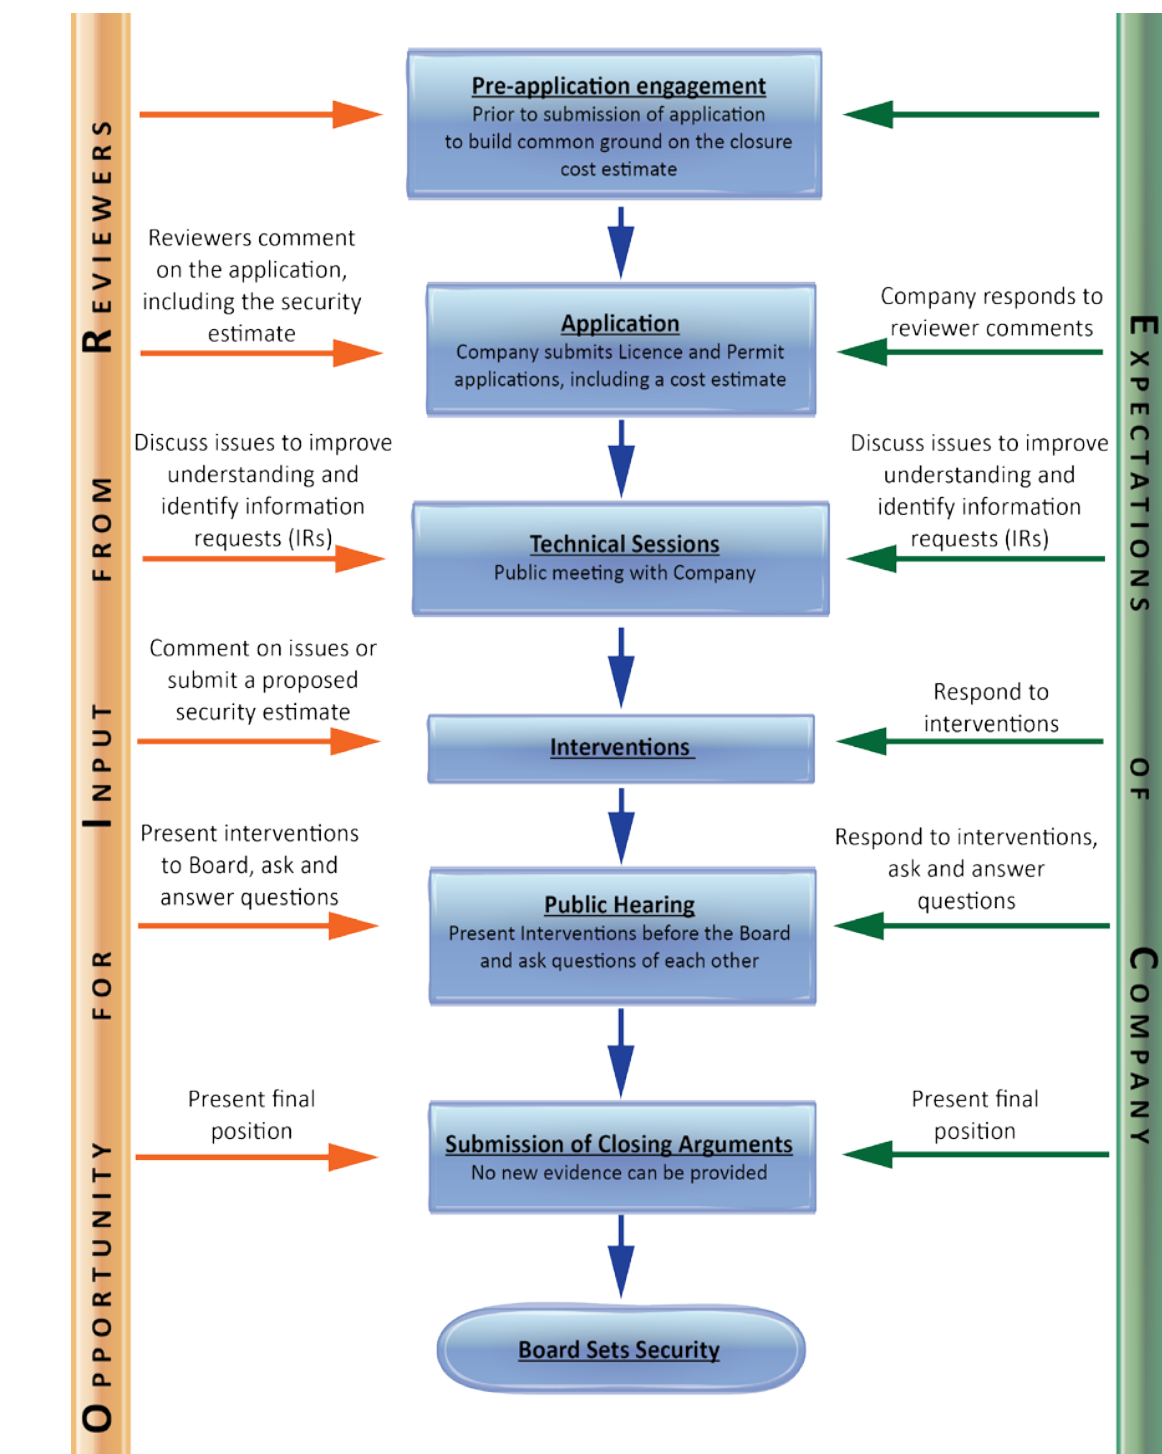 OPPORTUNITY FOR INPUT FROM REVIEWERS
Pre-application engagement
Prior to submission of application
to build common ground on the closure
cost estimate
Reviewers comment
on the application,
including the security
estimate
Application
Company submits Licence and Permit
applications, including a cost estimate
Company responds to
reviewer comments
Discuss issues to improve
understanding and
identify information
requests (IRs)
Technical Sessions
Public meeting with Company
Discuss issues to improve
understanding and
identify information
requests (IRs)
Comment on issues or
submit a proposed
security estimate
Interventions
Respond to
interventions
Present interventions
to Board, ask and
answer questions
Public Hearing
Present Interventions before the Board
and ask questions of each other
Respond to interventions,
ask and answer
questions
Present final
position
Submission of Closing Arguments
No new evidence can be provided
Present final
position
Board Sets Security
EXPECTATIONS OF COMPANY